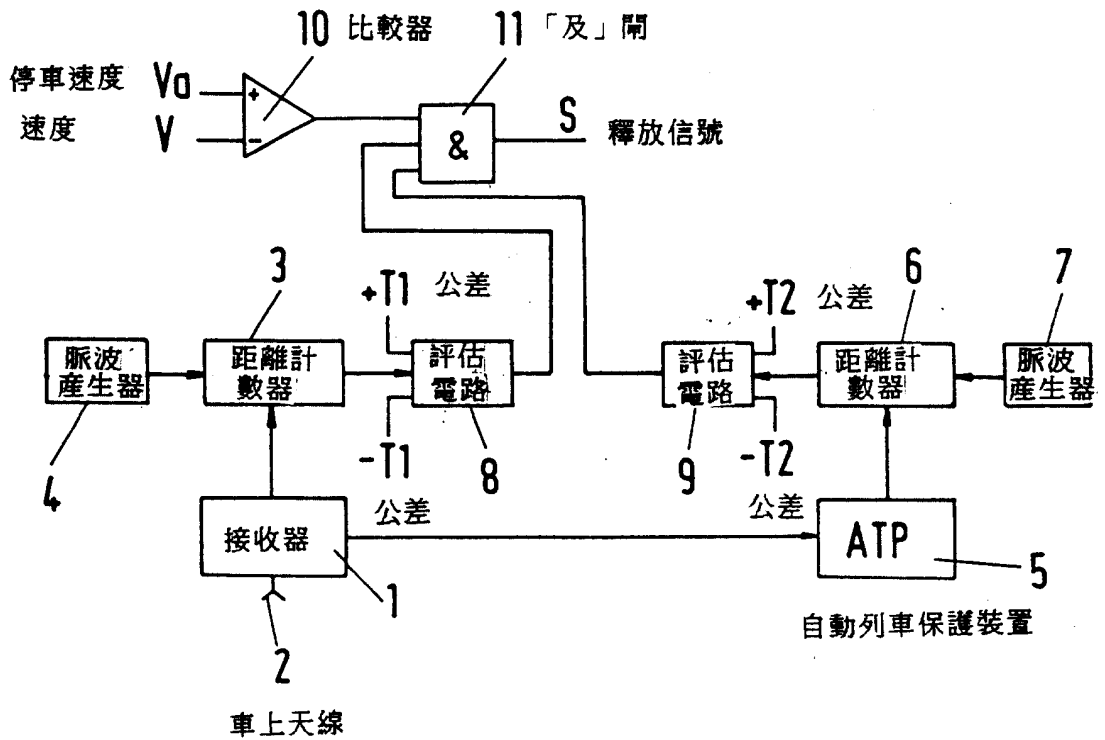 10 比較器
11 「及」閘
停車速度 Va
+
速度 V
-
&
S 釋放信號
3
+T1 公差
6
7
+T2 公差
脈波
產生器
距離計
數器
評估
電路
評估
電路
距離計
數器
脈波
產生器
4
-T1
公差
8
9
-T2
公差
接收器
1
ATP
5
2
自動列車保護裝置
車上天線